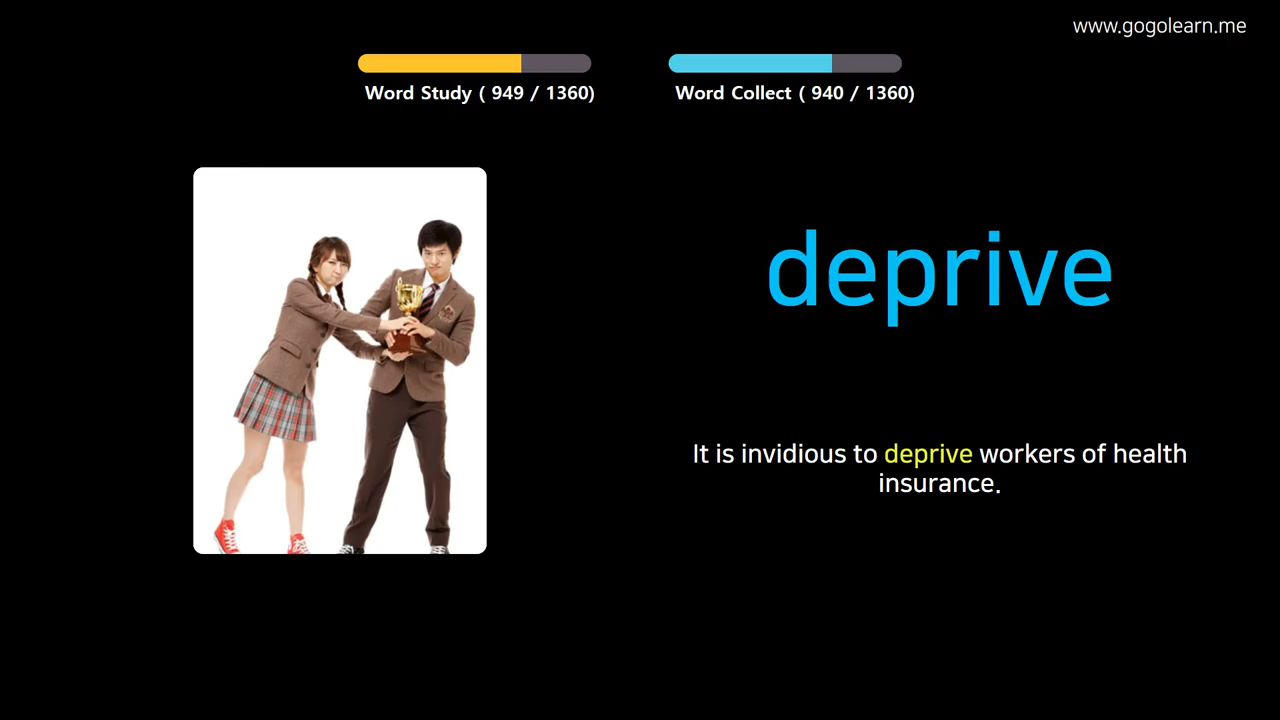 www.gogolearn.me
Word Study ( 949 / 1360)
Word Collect ( 940 / 1360)
deprive
It is invidious to deprive workers of health
insurance.